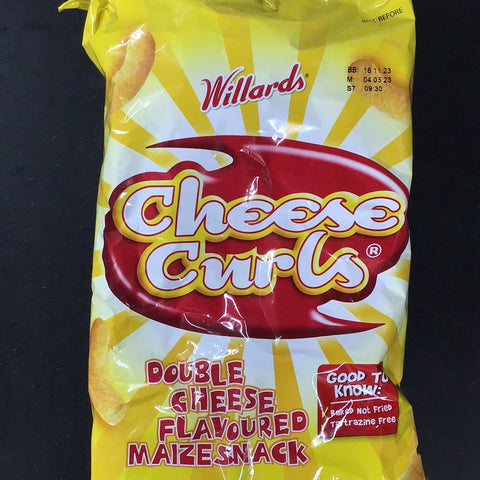 BEFORE
BB: 16 11 23
M: 04 05 23
S7 09:30
Willards®
Cheese
Curls®
DOUBLE
CHEESE
FLAVOURED
MAIZE SNACK
GOOD TO
KNOW:
Baked Not Fried
Tartrazine Free